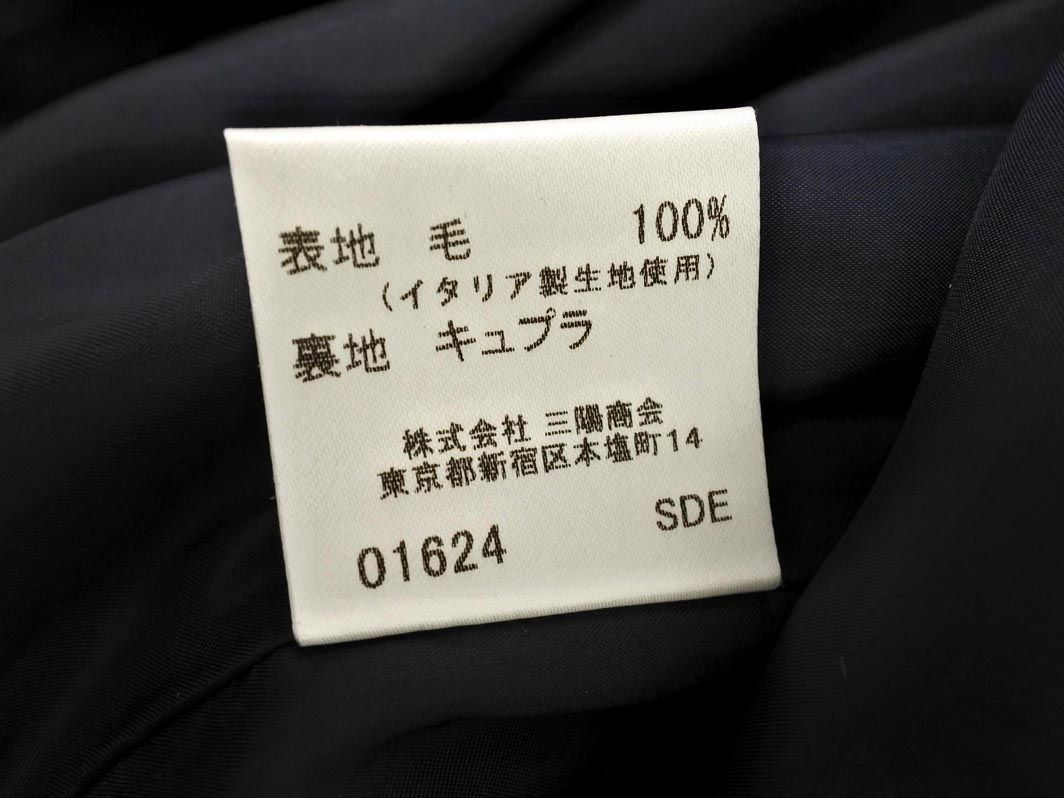 表地 毛 100%
(イタリア製生地使用)
裏地 キュプラ
株式会社 三陽商会
東京都新宿区本塩町14
01624 SDE